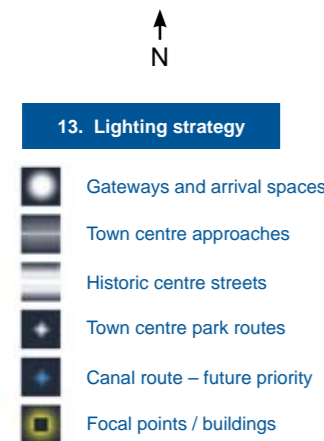 N
13. Lighting strategy
Gateways and arrival spaces
Town centre approaches
Historic centre streets
Town centre park routes
Canal route – future priority
Focal points / buildings